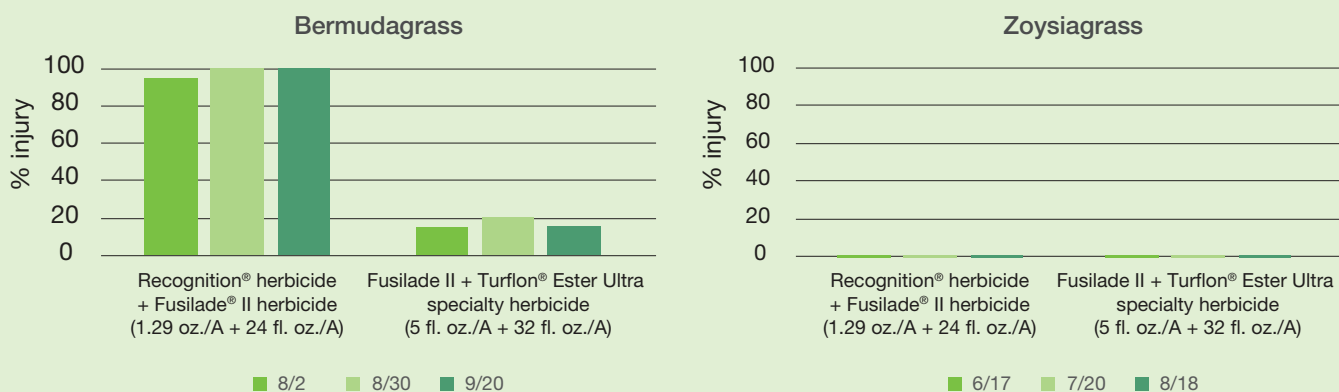 Bermudagrass
% injury
100
80
60
40
20
0
Recognition® herbicide
+ Fusilade® II herbicide
(1.29 oz./A + 24 fl. oz./A)
Fusilade II + Turflon® Ester Ultra
specialty herbicide
(5 fl. oz./A + 32 fl. oz./A)
8/2 8/30 9/20
Zoysiagrass
% injury
100
80
60
40
20
0
Recognition® herbicide
+ Fusilade® II herbicide
(1.29 oz./A + 24 fl. oz./A)
Fusilade II + Turflon® Ester Ultra
specialty herbicide
(5 fl. oz./A + 32 fl. oz./A)
6/17 7/20 8/18